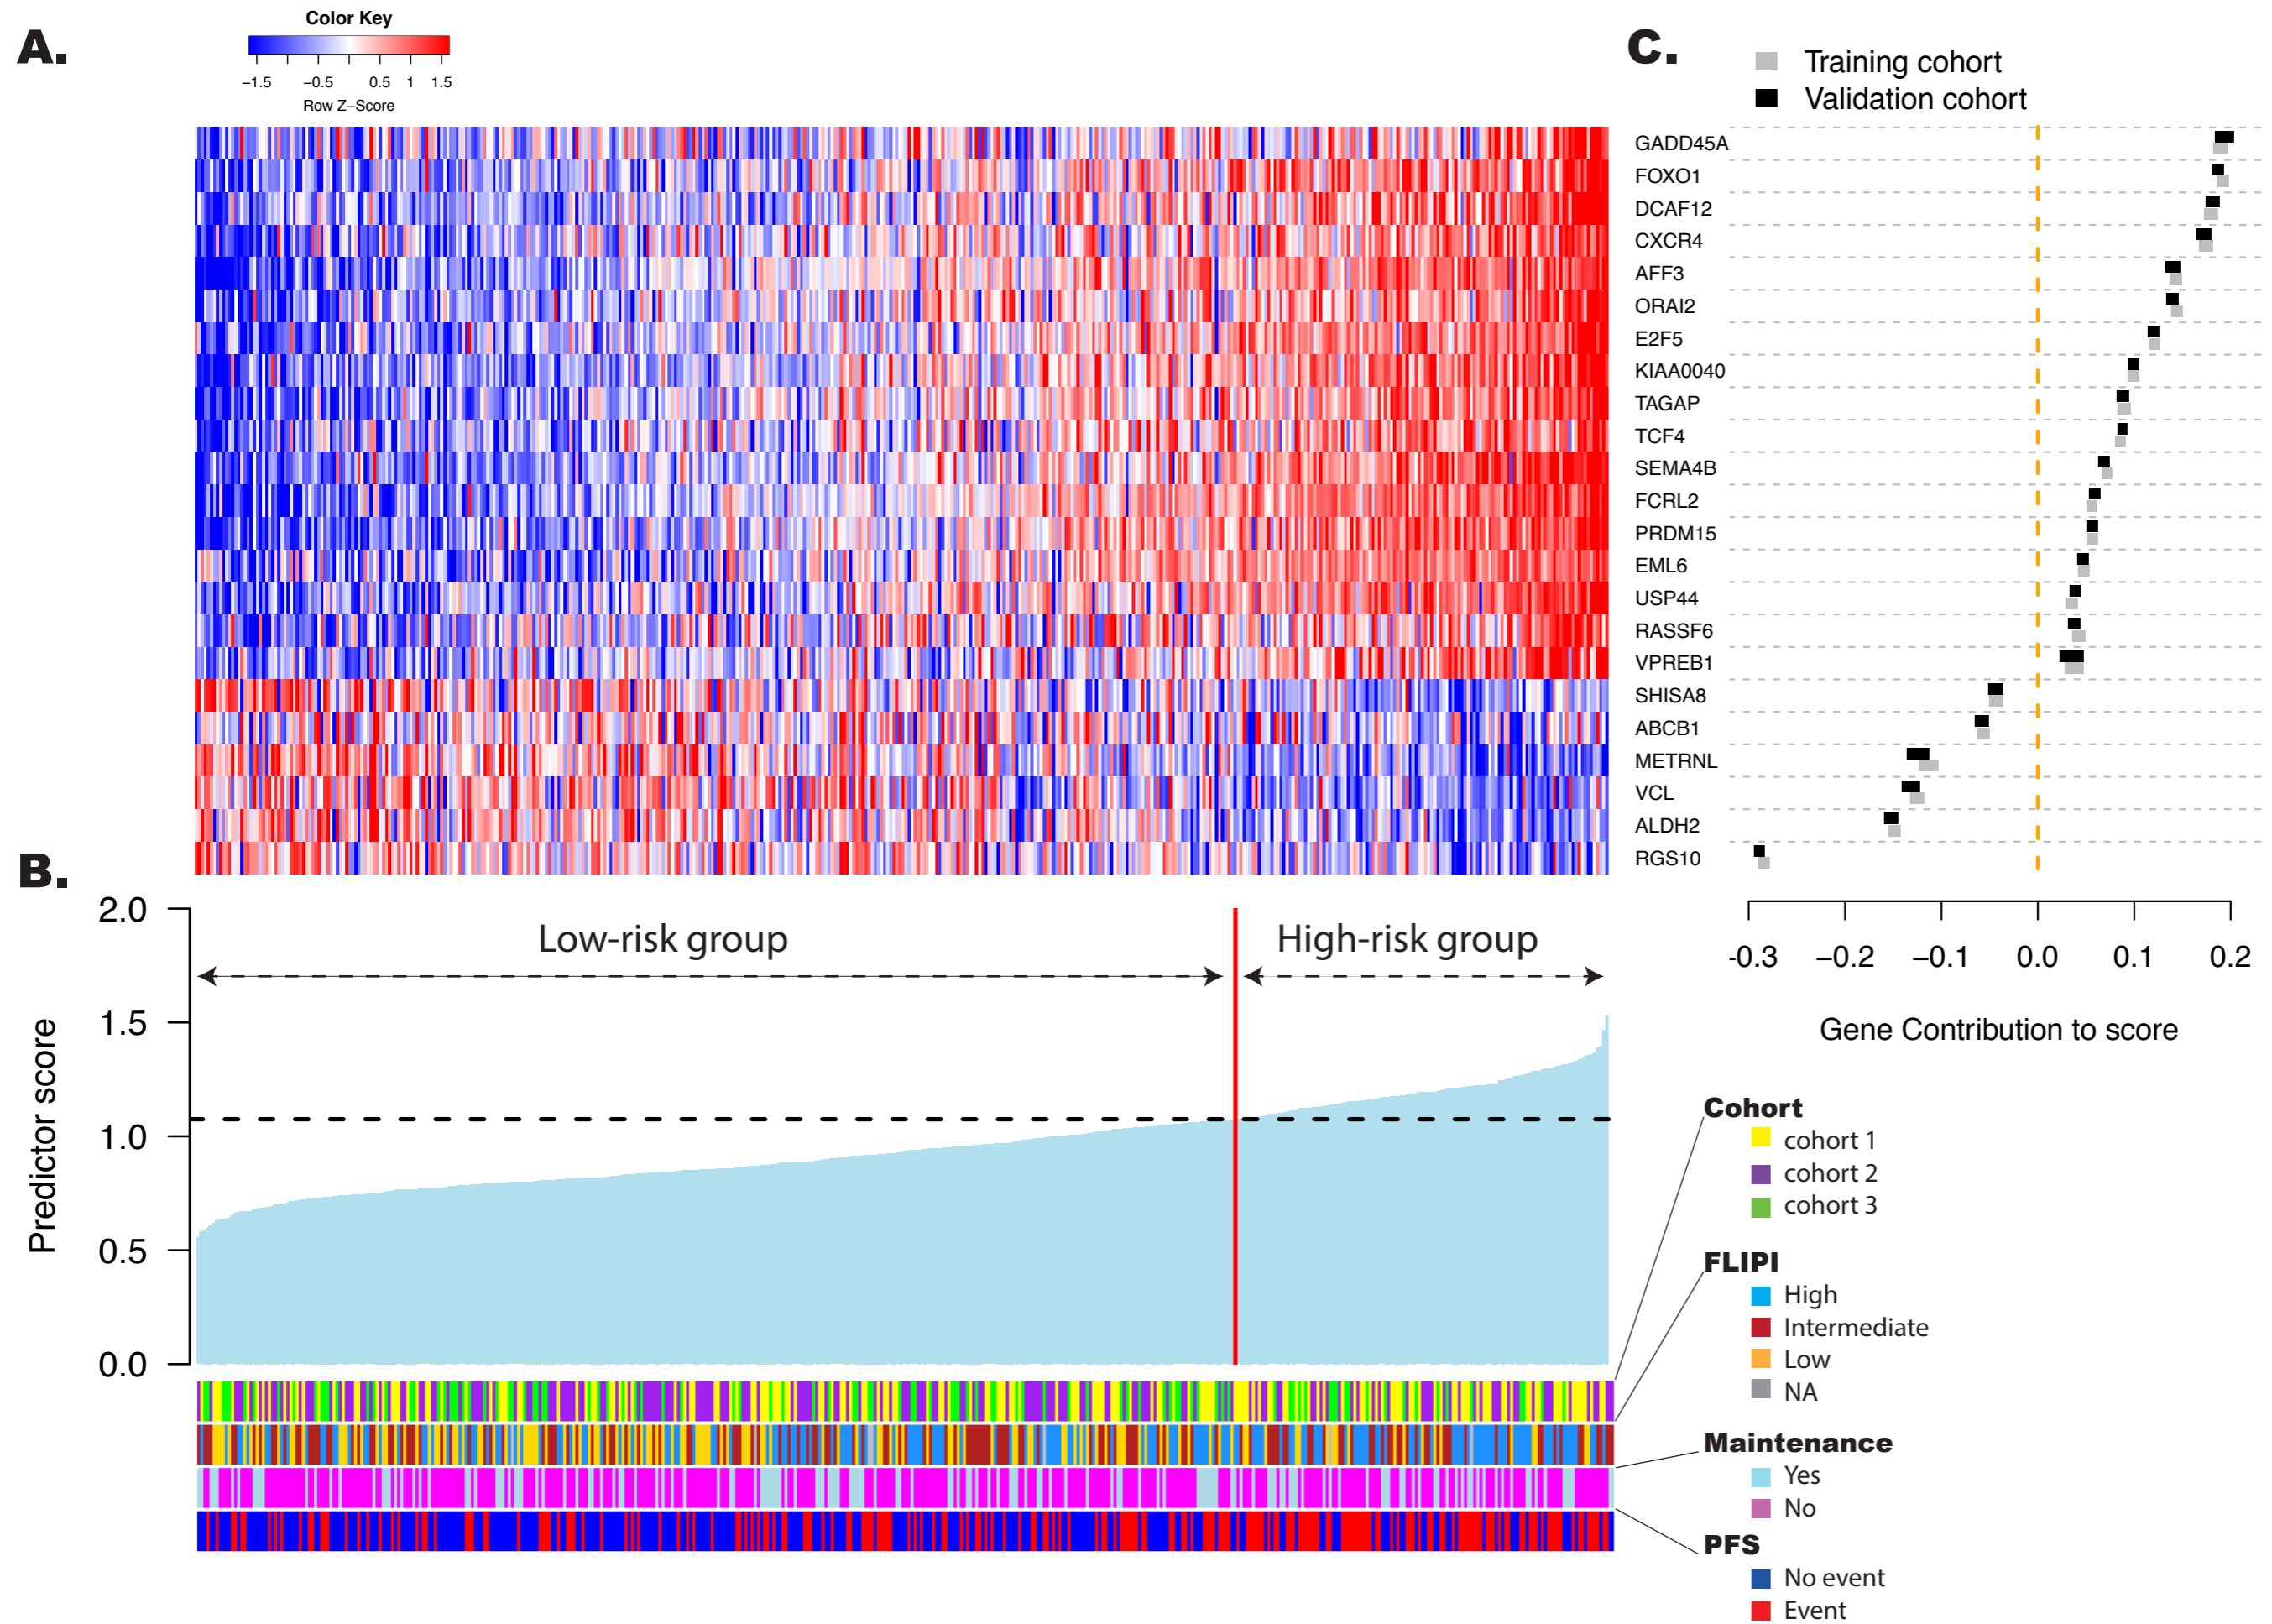 A.
Color Key
−1.5 −0.5 0.5 1 1.5
Row Z−Score
C.
Training cohort
Validation cohort
GADD45A
FOXO1
DCAF12
CXCR4
AFF3
ORAI2
E2F5
KIAA0040
TAGAP
TCF4
SEMA4B
FCRL2
PRDM15
EML6
USP44
RASSF6
VPREB1
SHISA8
ABCB1
METRNL
VCL
ALDH2
RGS10
-0.3 −0.2 −0.1 0.0 0.1 0.2
Gene Contribution to score
B.
Low-risk group
High-risk group
Predictor score
2.0
1.5
1.0
0.5
0.0
Cohort
cohort 1
cohort 2
cohort 3
FLIPI
High
Intermediate
Low
NA
Maintenance
Yes
No
PFS
No event
Event